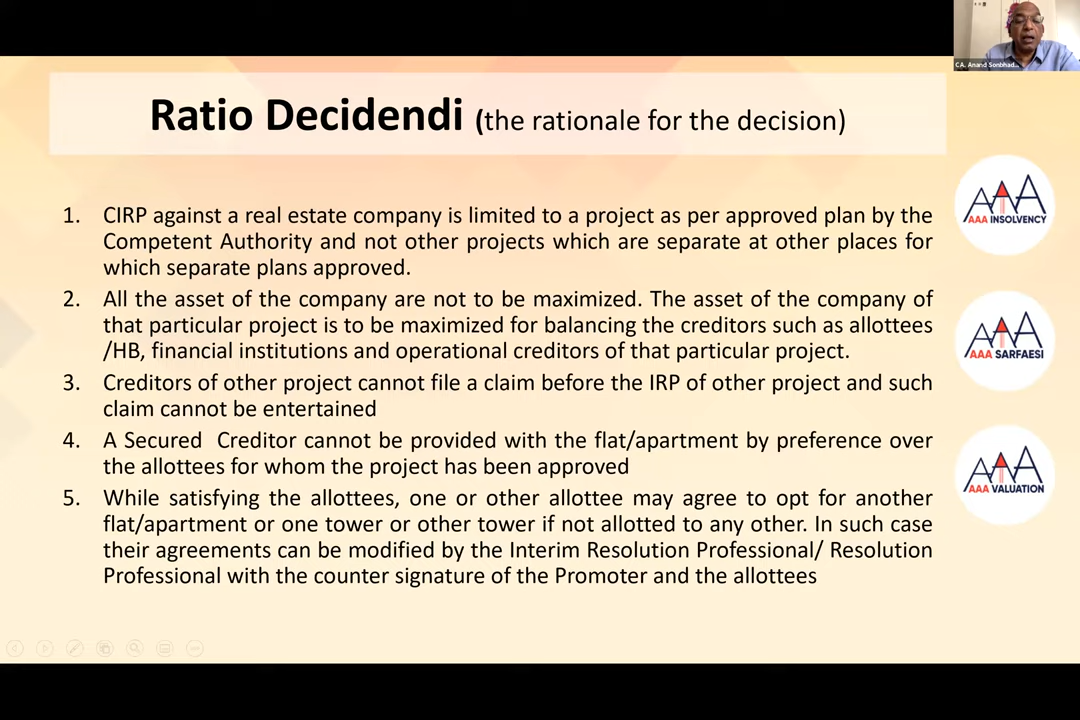 C.A. Anand Sonbhad...
Ratio Decidendi (the rationale for the decision)
1. CIRP against a real estate company is limited to a project as per approved plan by the
Competent Authority and not other projects which are separate at other places for
which separate plans approved.
2. All the asset of the company are not to be maximized. The asset of the company of
that particular project is to be maximized for balancing the creditors such as allottees
/HB, financial institutions and operational creditors of that particular project.
3. Creditors of other project cannot file a claim before the IRP of other project and such
claim cannot be entertained
4. A Secured Creditor cannot be provided with the flat/apartment by preference over
the allottees for whom the project has been approved
5. While satisfying the allottees, one or other allottee may agree to opt for another
flat/apartment or one tower or other tower if not allotted to any other. In such case
their agreements can be modified by the Interim Resolution Professional/ Resolution
Professional with the counter signature of the Promoter and the allottees
AAA
AAA INSOLVENCY
AAA
AAA SARFAESI
AAA
AAA VALUATION